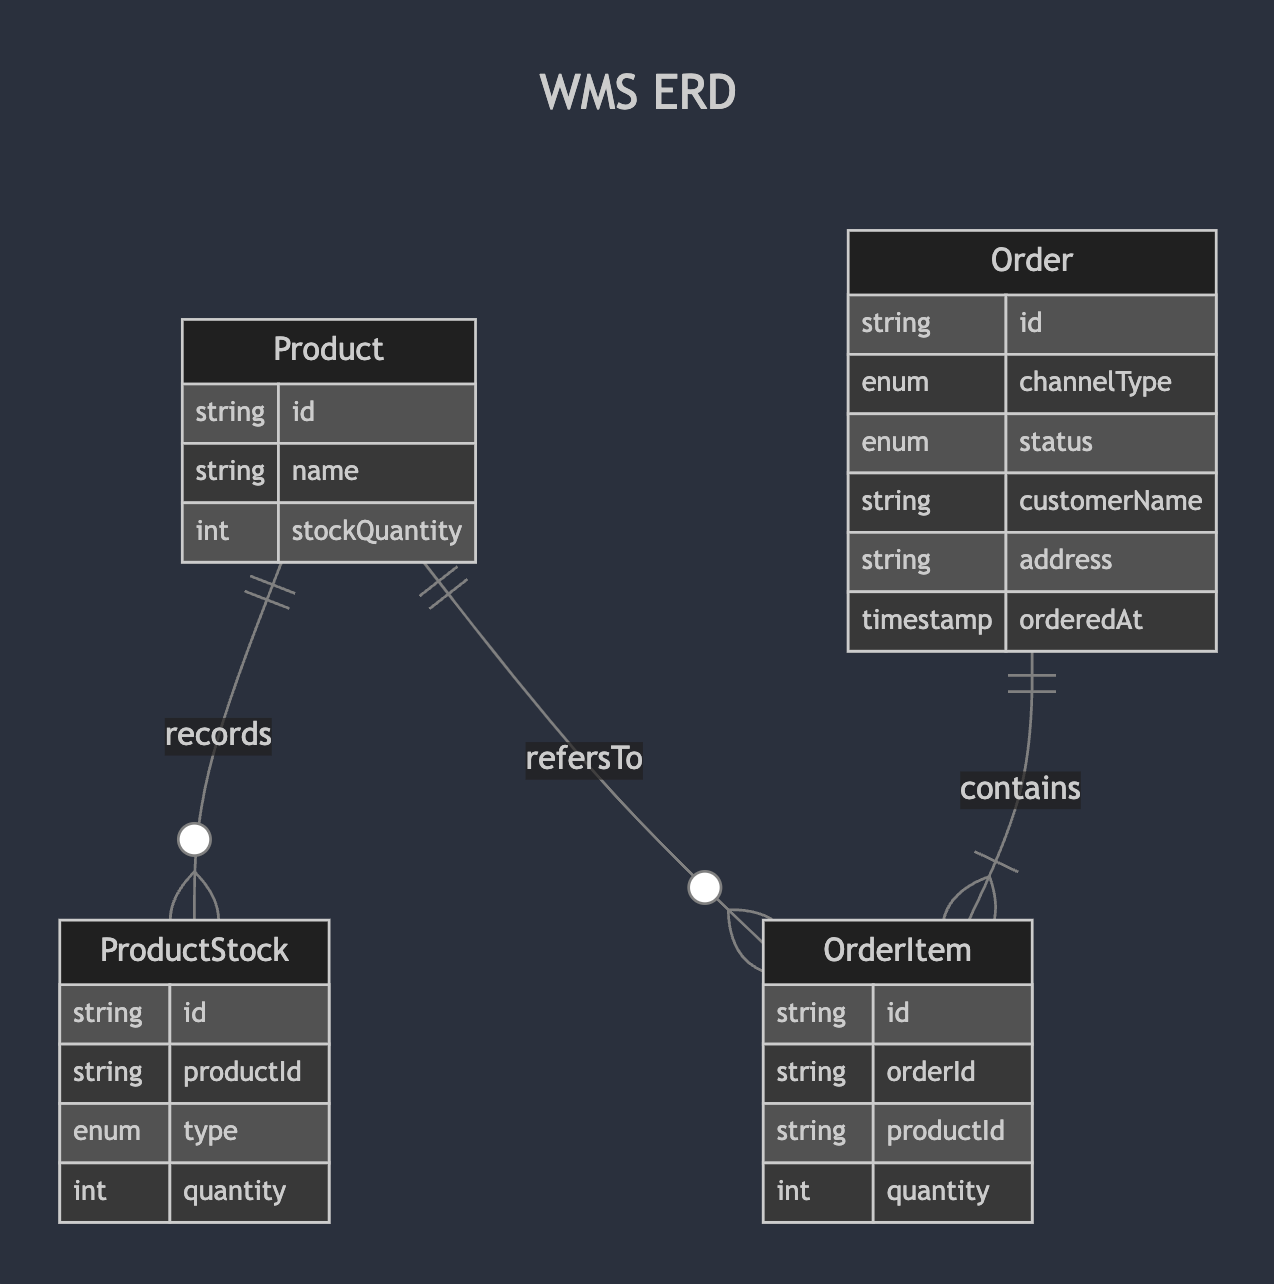 WMS ERD
Product
string id
string name
int stockQuantity
Order
string id
enum channelType
enum status
string customerName
string address
timestamp orderedAt
records
refersTo
contains
ProductStock
string id
string productId
enum type
int quantity
OrderItem
string id
string orderId
string productId
int quantity